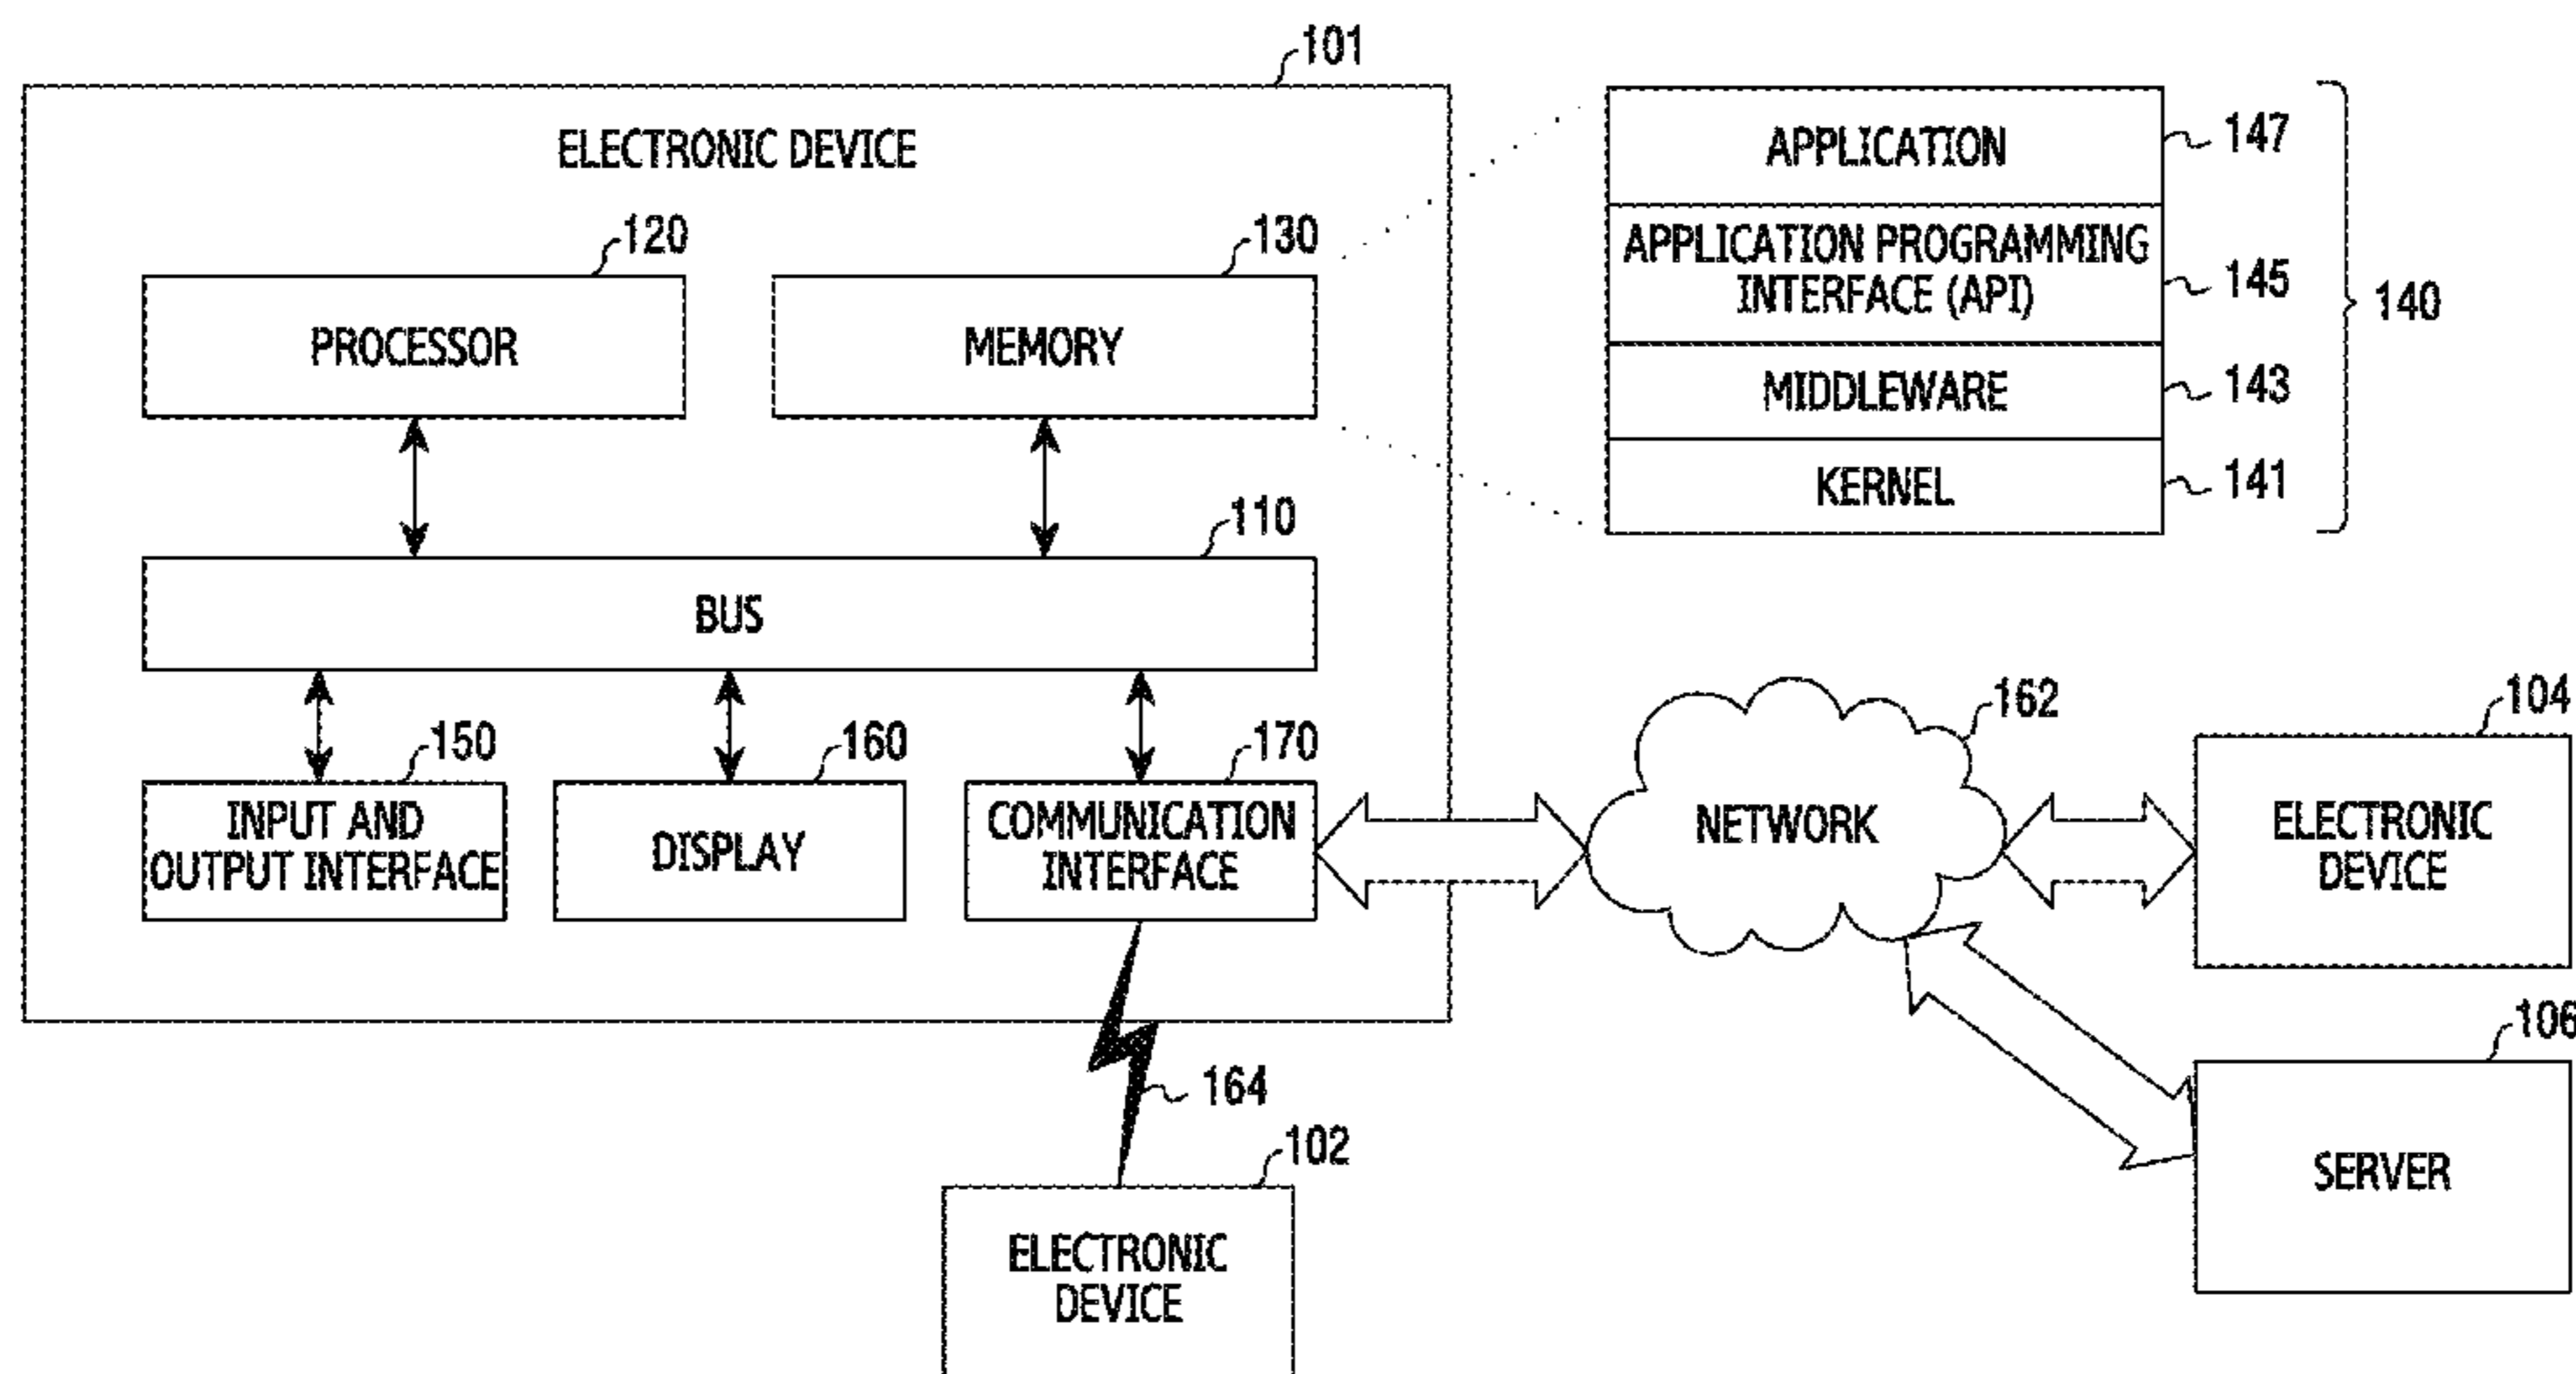 101
ELECTRONIC DEVICE
120
130
PROCESSOR
MEMORY
APPLICATION
147
APPLICATION PROGRAMMING
INTERFACE (API)
145
140
MIDDLEWARE
143
KERNEL
141
110
BUS
150
160
170
INPUT AND
OUTPUT INTERFACE
DISPLAY
COMMUNICATION
INTERFACE
162
NETWORK
104
ELECTRONIC
DEVICE
106
SERVER
164
102
ELECTRONIC
DEVICE